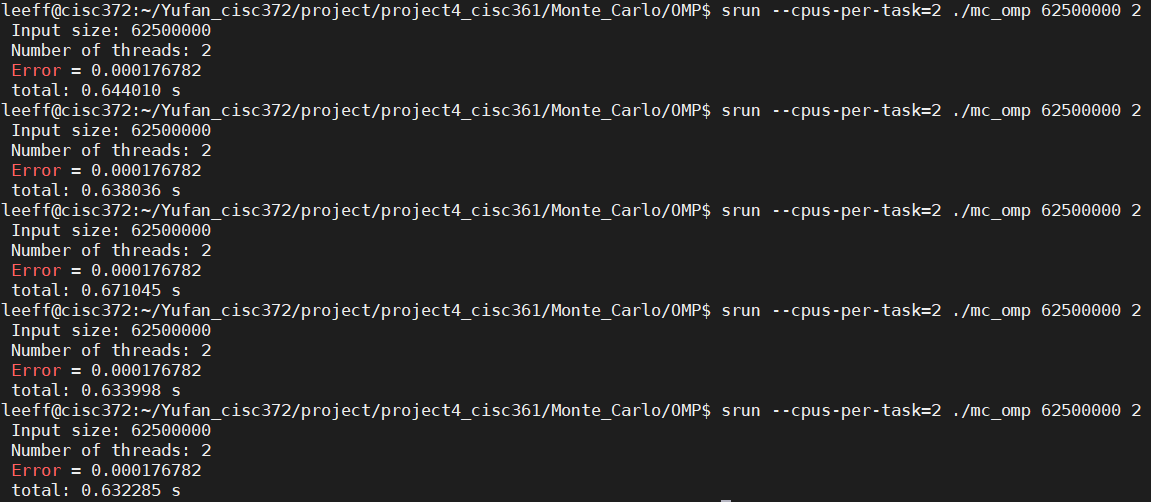 leeff@cisc372:~/Yufan_cisc372/project/project4_cisc361/Monte_Carlo/OMP$ srun --cpus-per-task=2 ./mc_omp 62500000 2
Input size: 62500000
Number of threads: 2
Error = 0.000176782
total: 0.644010 s
leeff@cisc372:~/Yufan_cisc372/project/project4_cisc361/Monte_Carlo/OMP$ srun --cpus-per-task=2 ./mc_omp 62500000 2
Input size: 62500000
Number of threads: 2
Error = 0.000176782
total: 0.638036 s
leeff@cisc372:~/Yufan_cisc372/project/project4_cisc361/Monte_Carlo/OMP$ srun --cpus-per-task=2 ./mc_omp 62500000 2
Input size: 62500000
Number of threads: 2
Error = 0.000176782
total: 0.671045 s
leeff@cisc372:~/Yufan_cisc372/project/project4_cisc361/Monte_Carlo/OMP$ srun --cpus-per-task=2 ./mc_omp 62500000 2
Input size: 62500000
Number of threads: 2
Error = 0.000176782
total: 0.633998 s
leeff@cisc372:~/Yufan_cisc372/project/project4_cisc361/Monte_Carlo/OMP$ srun --cpus-per-task=2 ./mc_omp 62500000 2
Input size: 62500000
Number of threads: 2
Error = 0.000176782
total: 0.632285 s